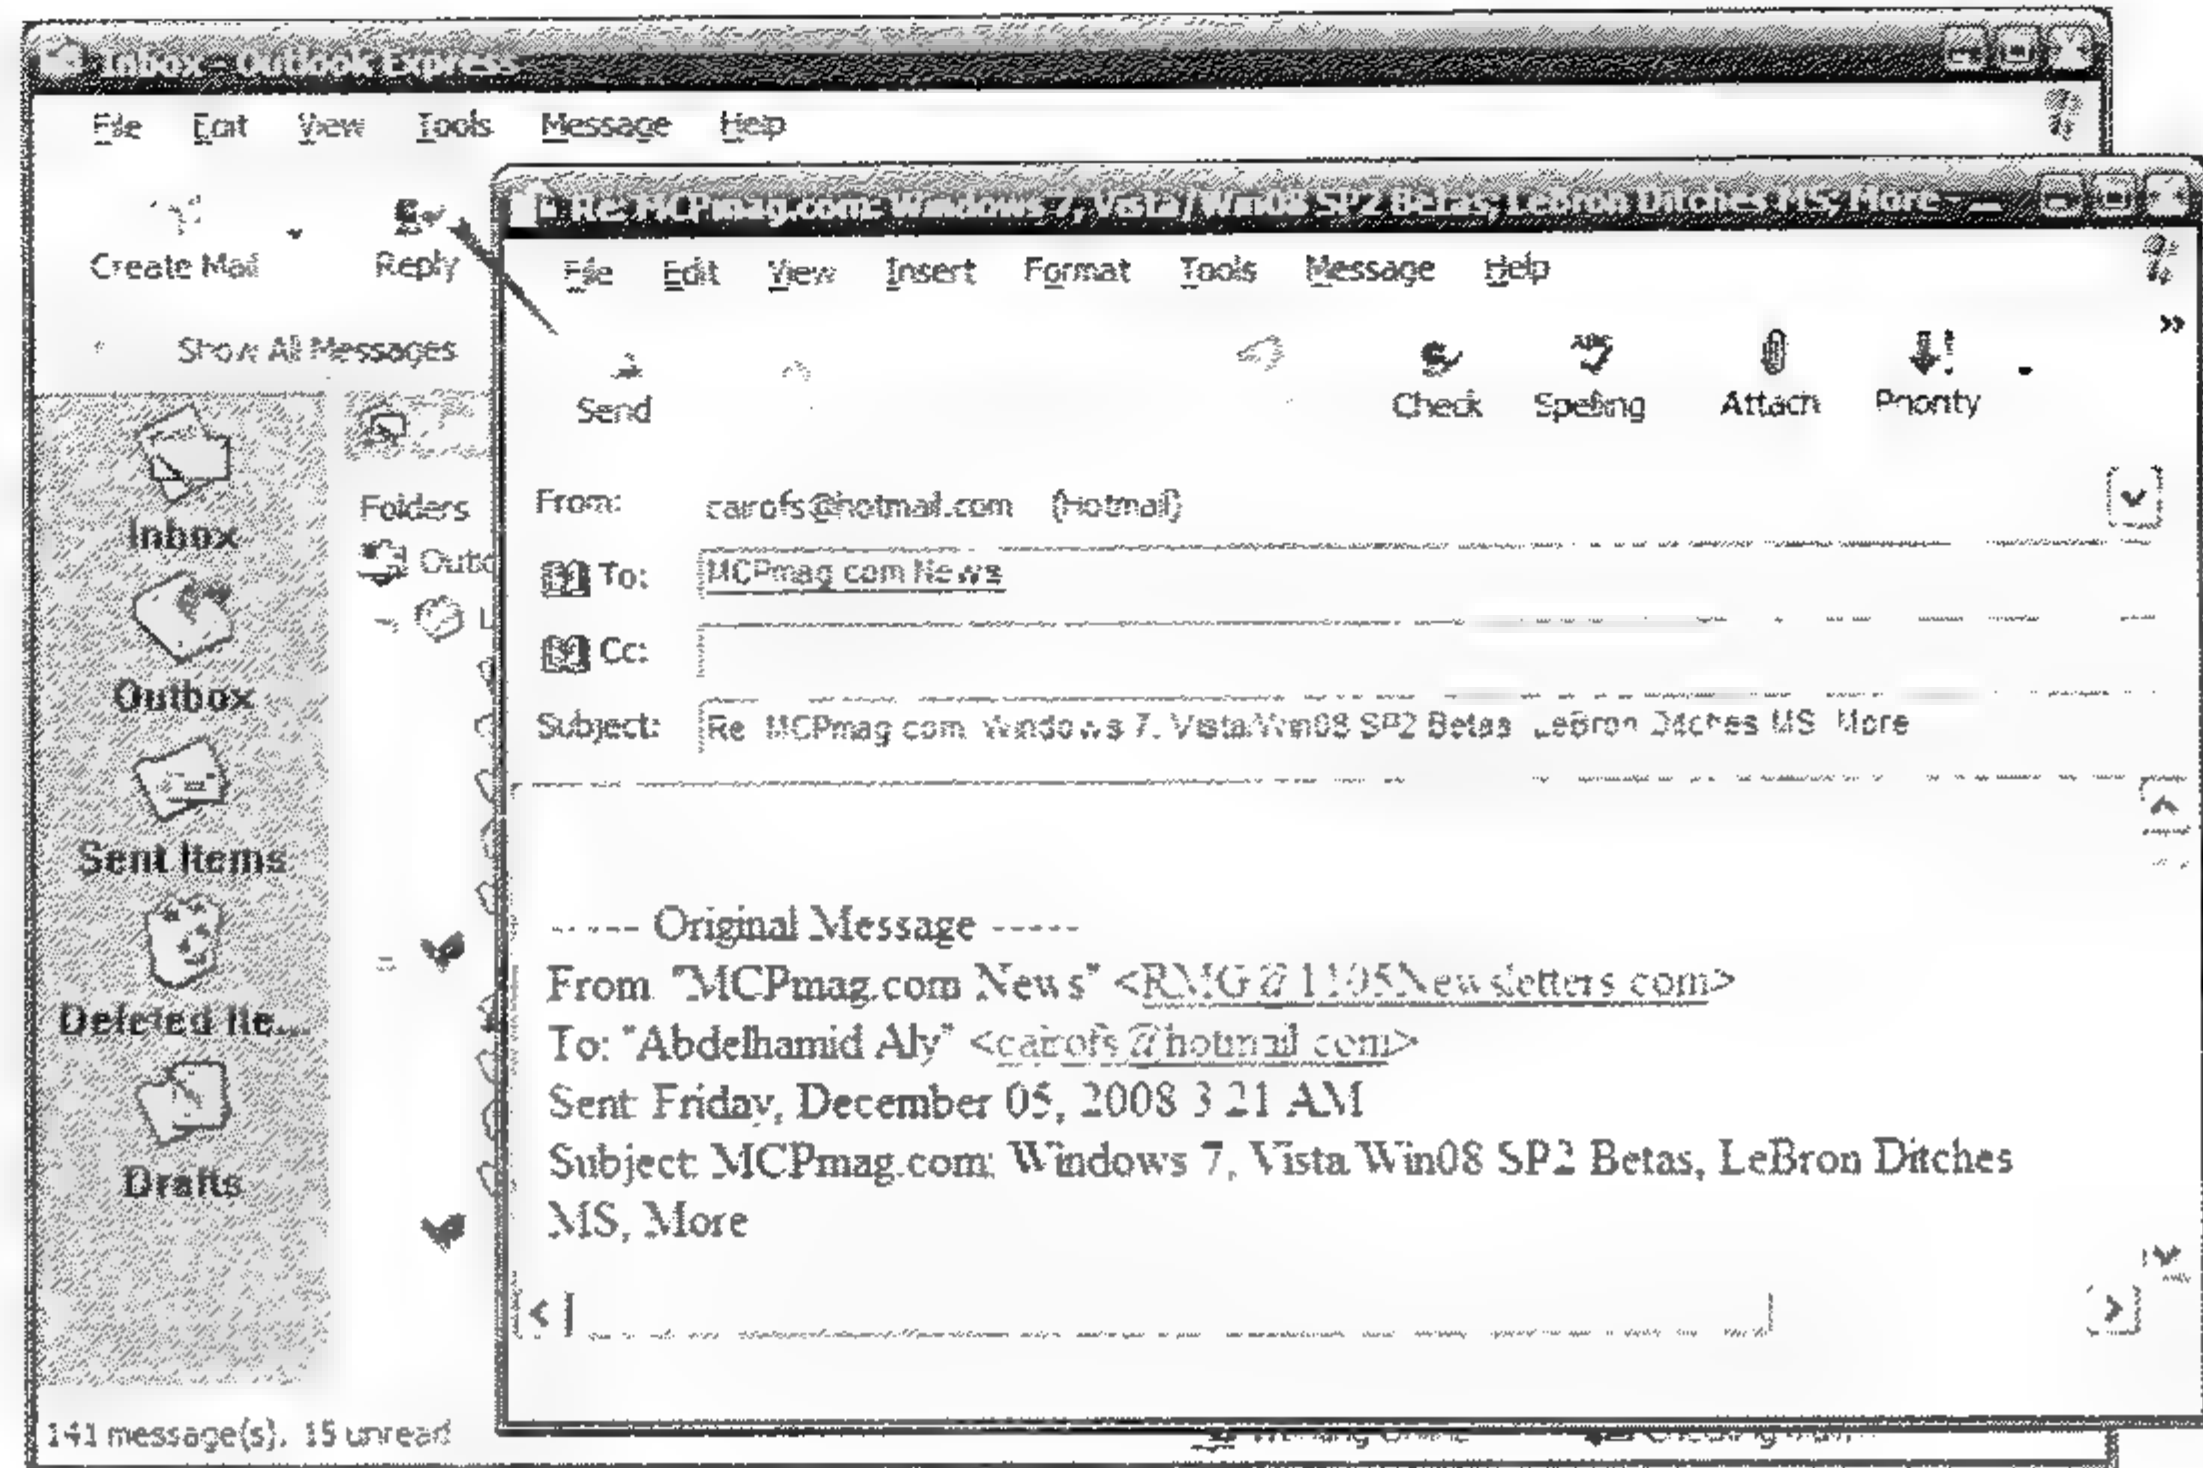 Inbox - Outlook Express
File Edit View Tools Message Help
Create Mail Reply
Show All Messages
Inbox
Outbox
Sent Items
Deleted Ite...
Drafts
Folders
Outo
L
141 message(s), 15 unread
Re: MCPmag.com: Windows 7, Vista/Win08 SP2 Betas; LeBron Ditches MS; More - ...
File Edit View Insert Format Tools Message Help
Send Check Spelling Attach Priority
From: cairofs@hotmail.com (Hotmail)
To: MCPmag.com News
Cc:
Subject: Re MCPmag com Windows 7, Vista/Win08 SP2 Betas LeBron Ditches MS More
----- Original Message -----
From "MCPmag.com News" <RMG@1105Newsletters.com>
To: "Abdelhamid Aly" <cairofs@hotmail.com>
Sent: Friday, December 05, 2008 3 21 AM
Subject: MCPmag.com: Windows 7, Vista Win08 SP2 Betas, LeBron Ditches
MS, More
Working Online